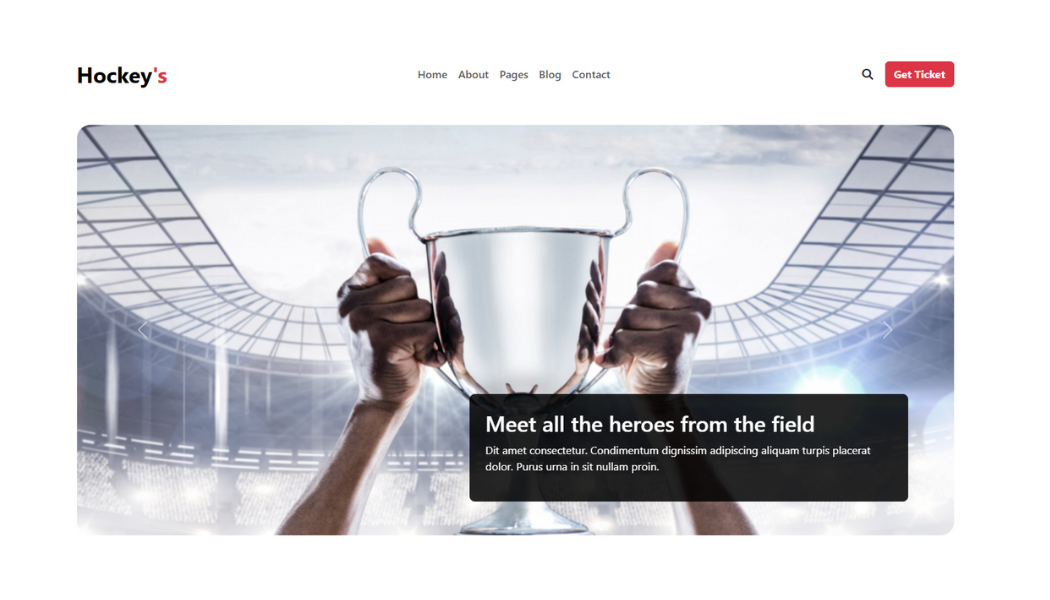 Hockey's
Home About Pages Blog Contact
Get Ticket
Meet all the heroes from the field
Dit amet consectetur. Condimentum dignissim adipiscing aliquam turpis placerat
dolor. Purus urna in sit nullam proin.